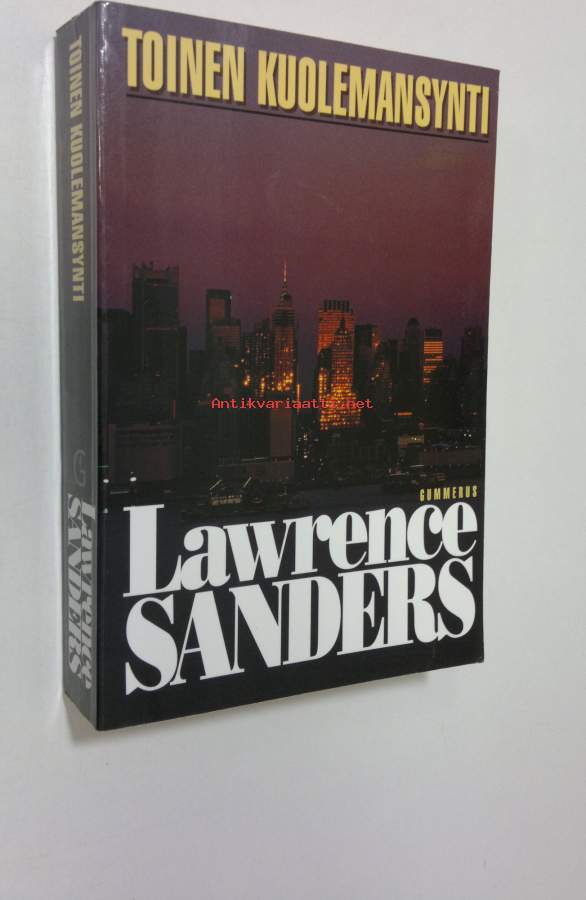 TOINEN KUOLEMANSYNTI
Antikvariaatti.net
GUMMERUS
Lawrence
SANDERS
TOINEN KUOLEMANSYNTI
G
Lawrence
SANDERS